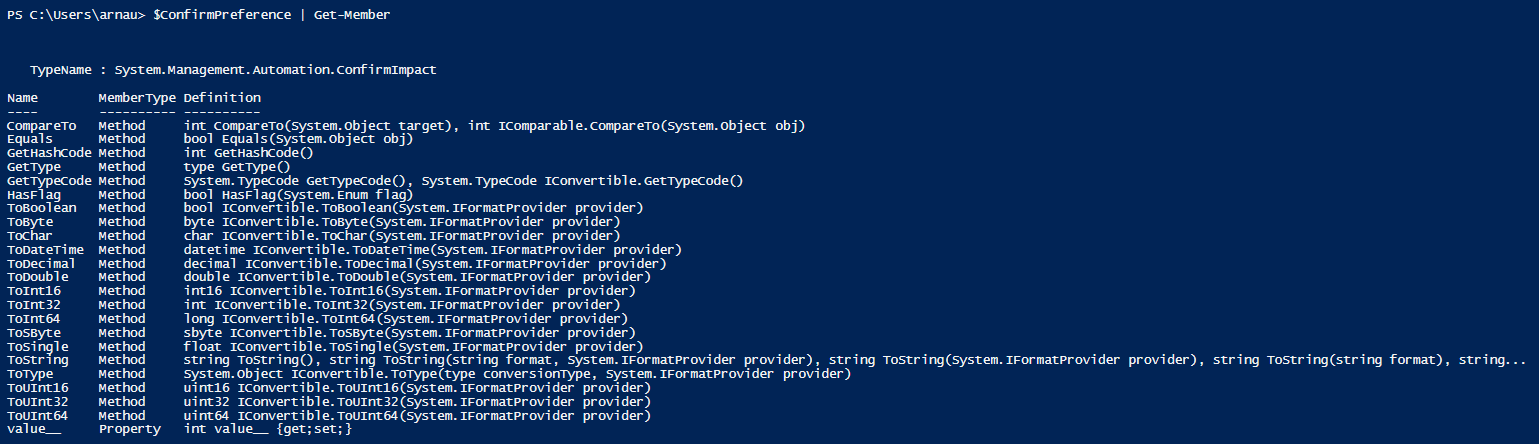 PS C:\Users\arnau> $ConfirmPreference | Get-Member
TypeName : System.Management.Automation.ConfirmImpact
Name        MemberType Definition
----        ---------- ----------
CompareTo   Method     int CompareTo(System.Object target), int IComparable.CompareTo(System.Object obj)
Equals      Method     bool Equals(System.Object obj)
GetHashCode Method     int GetHashCode()
GetType     Method     type GetType()
GetTypeCode Method     System.TypeCode GetTypeCode(), System.TypeCode IConvertible.GetTypeCode()
HasFlag     Method     bool HasFlag(System.Enum flag)
ToBoolean   Method     bool IConvertible.ToBoolean(System.IFormatProvider provider)
ToByte      Method     byte IConvertible.ToByte(System.IFormatProvider provider)
ToChar      Method     char IConvertible.ToChar(System.IFormatProvider provider)
ToDateTime  Method     datetime IConvertible.ToDateTime(System.IFormatProvider provider)
ToDecimal   Method     decimal IConvertible.ToDecimal(System.IFormatProvider provider)
ToDouble    Method     double IConvertible.ToDouble(System.IFormatProvider provider)
ToInt16     Method     int16 IConvertible.ToInt16(System.IFormatProvider provider)
ToInt32     Method     int IConvertible.ToInt32(System.IFormatProvider provider)
ToInt64     Method     long IConvertible.ToInt64(System.IFormatProvider provider)
ToSByte     Method     sbyte IConvertible.ToSByte(System.IFormatProvider provider)
ToSingle    Method     float IConvertible.ToSingle(System.IFormatProvider provider)
ToString    Method     string ToString(), string ToString(string format, System.IFormatProvider provider), string ToString(System.IFormatProvider provider), string ToString(string format), string...
ToType      Method     System.Object IConvertible.ToType(type conversionType, System.IFormatProvider provider)
ToUInt16    Method     uint16 IConvertible.ToUInt16(System.IFormatProvider provider)
ToUInt32    Method     uint32 IConvertible.ToUInt32(System.IFormatProvider provider)
ToUInt64    Method     uint64 IConvertible.ToUInt64(System.IFormatProvider provider)
value__     Property   int value__ {get;set;}